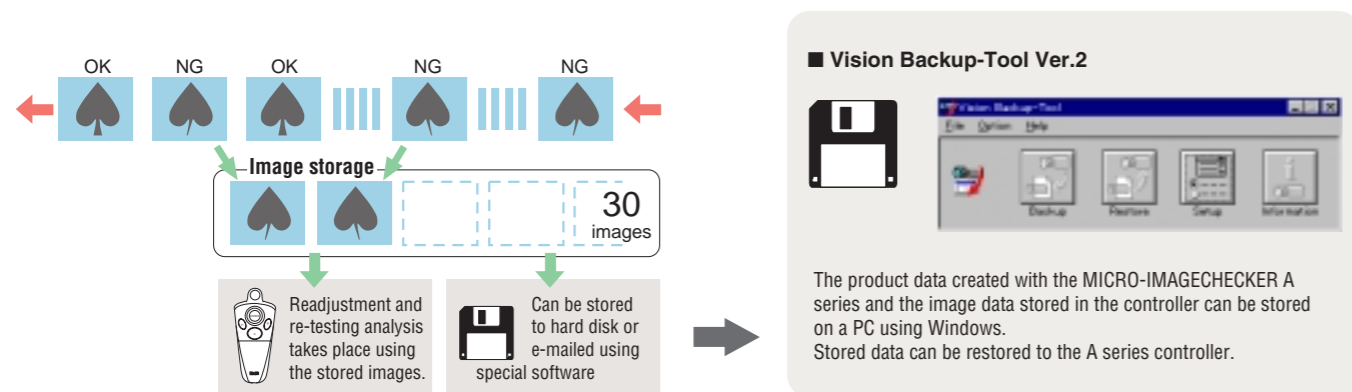 OK NG OK NG NG
Image storage
30
images
Readjustment and
re-testing analysis
takes place using
the stored images.
Can be stored
to hard disk or
e-mailed using
special software
■ Vision Backup-Tool Ver.2
Vision Backup-Tool
File Option Help
Backup Restore Setup Information
The product data created with the MICRO-IMAGECHECKER A
series and the image data stored in the controller can be stored
on a PC using Windows.
Stored data can be restored to the A series controller.